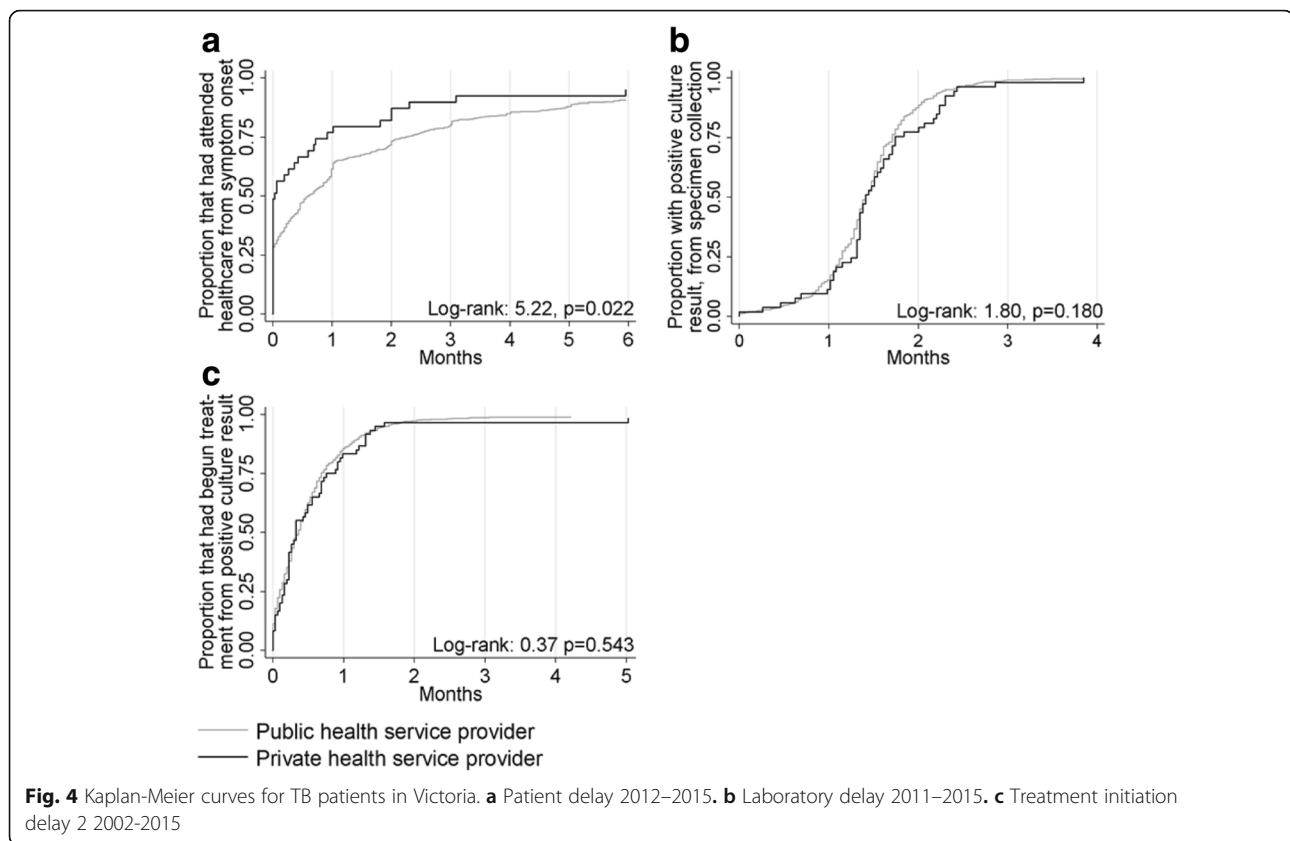 a
Proportion that had attended
healthcare from symptom onset
0.00 0.25 0.50 0.75 1.00
Log-rank: 5.22, p=0.022
0 1 2 3 4 5 6
Months
b
Proportion with positive culture
result, from specimen collection
0.00 0.25 0.50 0.75 1.00
Log-rank: 1.80, p=0.180
0 1 2 3 4
Months
c
Proportion that had begun treat-
ment from positive culture result
0.00 0.25 0.50 0.75 1.00
Log-rank: 0.37 p=0.543
0 1 2 3 4 5
Months
Public health service provider
Private health service provider
Fig. 4 Kaplan-Meier curves for TB patients in Victoria. a Patient delay 2012–2015. b Laboratory delay 2011–2015. c Treatment initiation
delay 2 2002-2015